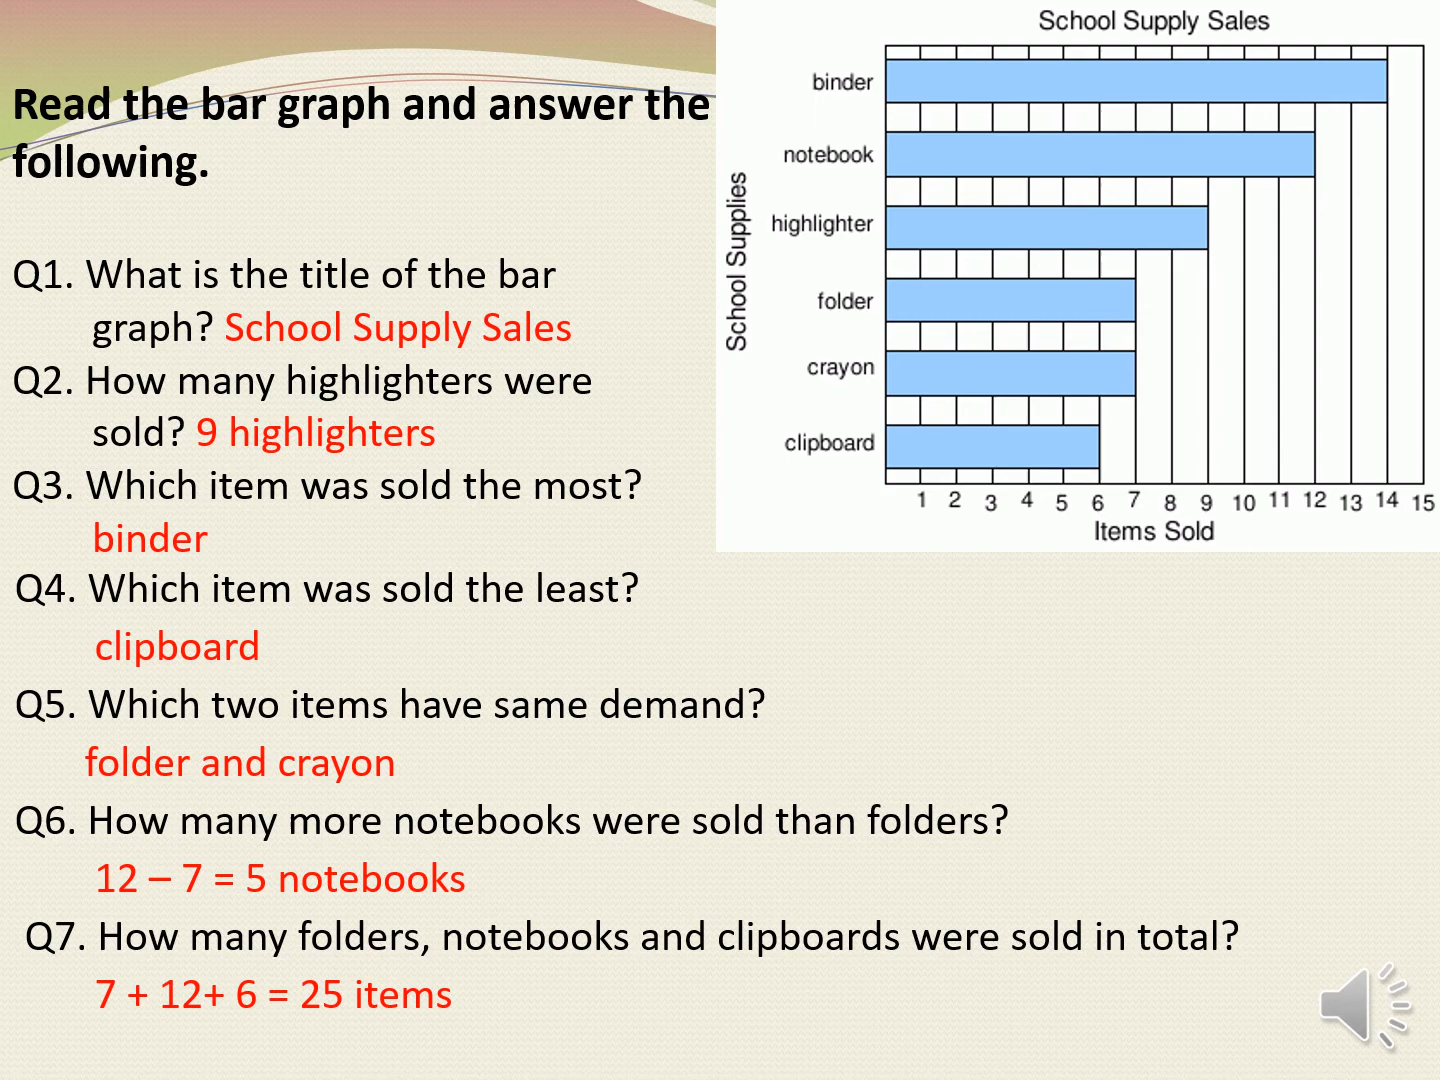 Read the bar graph and answer the
following.
Q1. What is the title of the bar
graph? School Supply Sales
Q2. How many highlighters were
sold? 9 highlighters
Q3. Which item was sold the most?
binder
Q4. Which item was sold the least?
clipboard
Q5. Which two items have same demand?
folder and crayon
Q6. How many more notebooks were sold than folders?
12 – 7 = 5 notebooks
Q7. How many folders, notebooks and clipboards were sold in total?
7 + 12+ 6 = 25 items
School Supply Sales
School Supplies
binder
notebook
highlighter
folder
crayon
clipboard
1 2 3 4 5 6 7 8 9 10 11 12 13 14 15
Items Sold